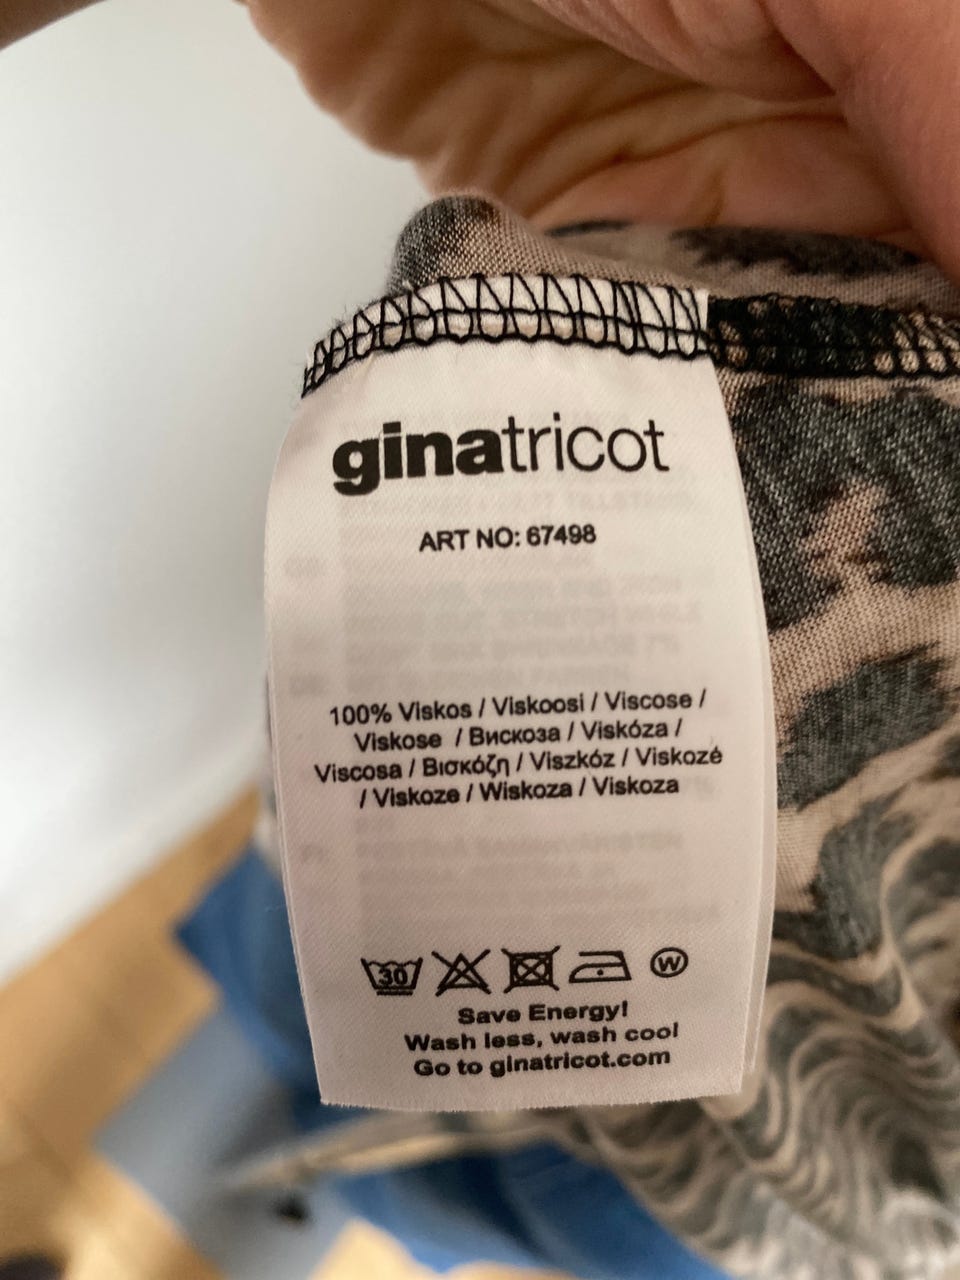 ginatricot
ART NO: 67498
100% Viskos / Viskoosi / Viscose /
Viskose / Вискоза / Viskóza /
Viscosa / Βισκόζη / Viszkóz / Viskozé
/ Viskoze / Wiskoza / Viskoza
30
W
Save Energy!
Wash less, wash cool
Go to ginatricot.com